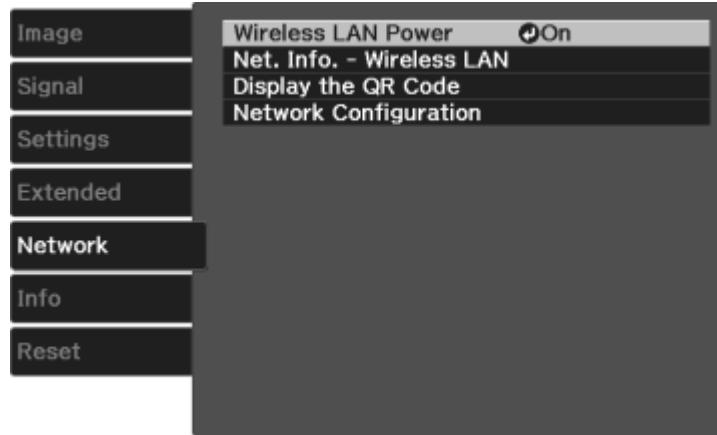 Image
Signal
Settings
Extended
Network
Info
Reset
Wireless LAN Power On
Net. Info. - Wireless LAN
Display the QR Code
Network Configuration